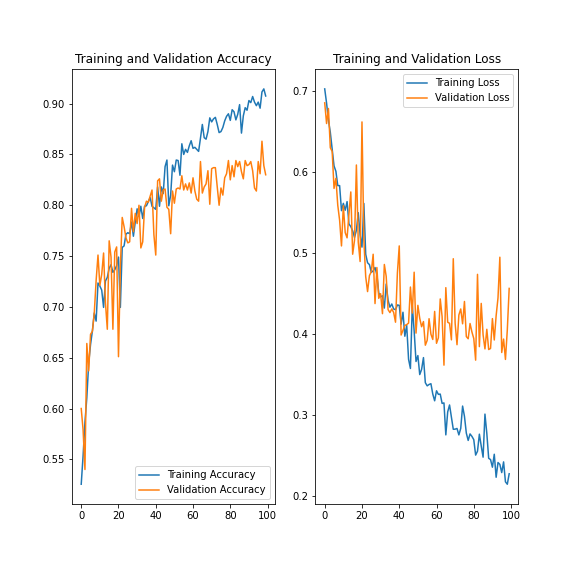 Training and Validation Accuracy
0.90
0.85
0.80
0.75
0.70
0.65
0.60
0.55
Training Accuracy
Validation Accuracy
0 20 40 60 80 100
Training and Validation Loss
Training Loss
Validation Loss
0.7
0.6
0.5
0.4
0.3
0.2
0 20 40 60 80 100